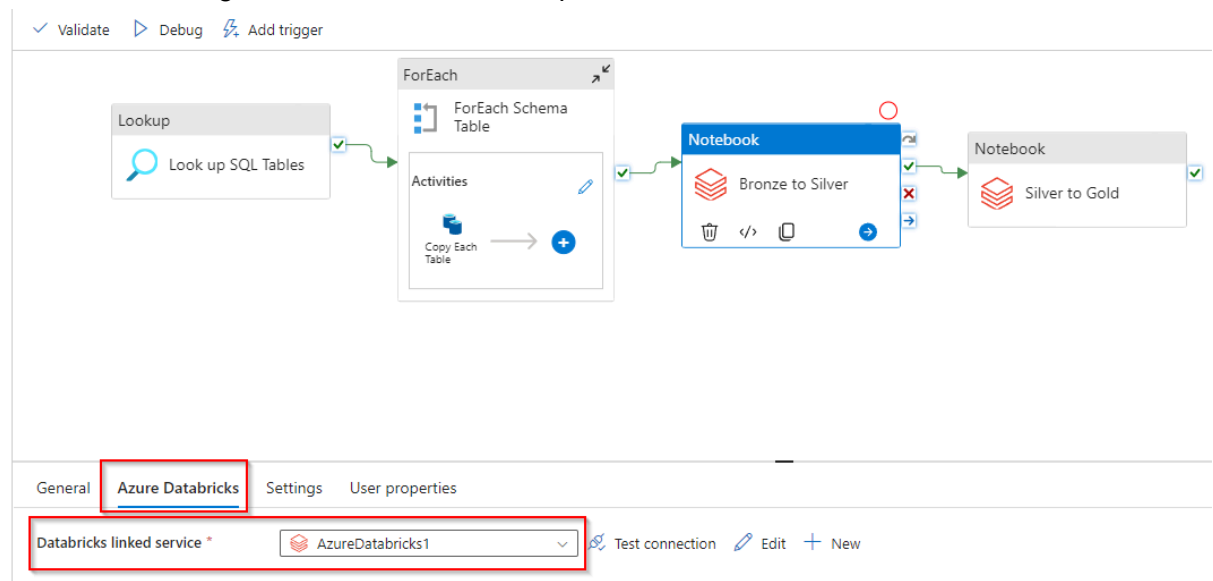 Validate Debug Add trigger
ForEach
ForEach Schema
Table
Activities
Copy Each
Table
Lookup
Look up SQL Tables
Notebook
Bronze to Silver
Notebook
Silver to Gold
General Azure Databricks Settings User properties
Databricks linked service * AzureDatabricks1 Test connection Edit New